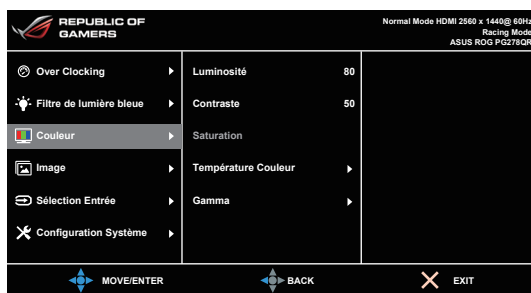 REPUBLIC OF
GAMERS
Normal Mode HDMI 2560 x 1440@ 60Hz
Racing Mode
ASUS ROG PG278QR
Over Clocking
Filtre de lumière bleue
Couleur
Image
Sélection Entrée
Configuration Système
Luminosité 80
Contraste 50
Saturation
Température Couleur
Gamma
MOVE/ENTER
BACK
EXIT